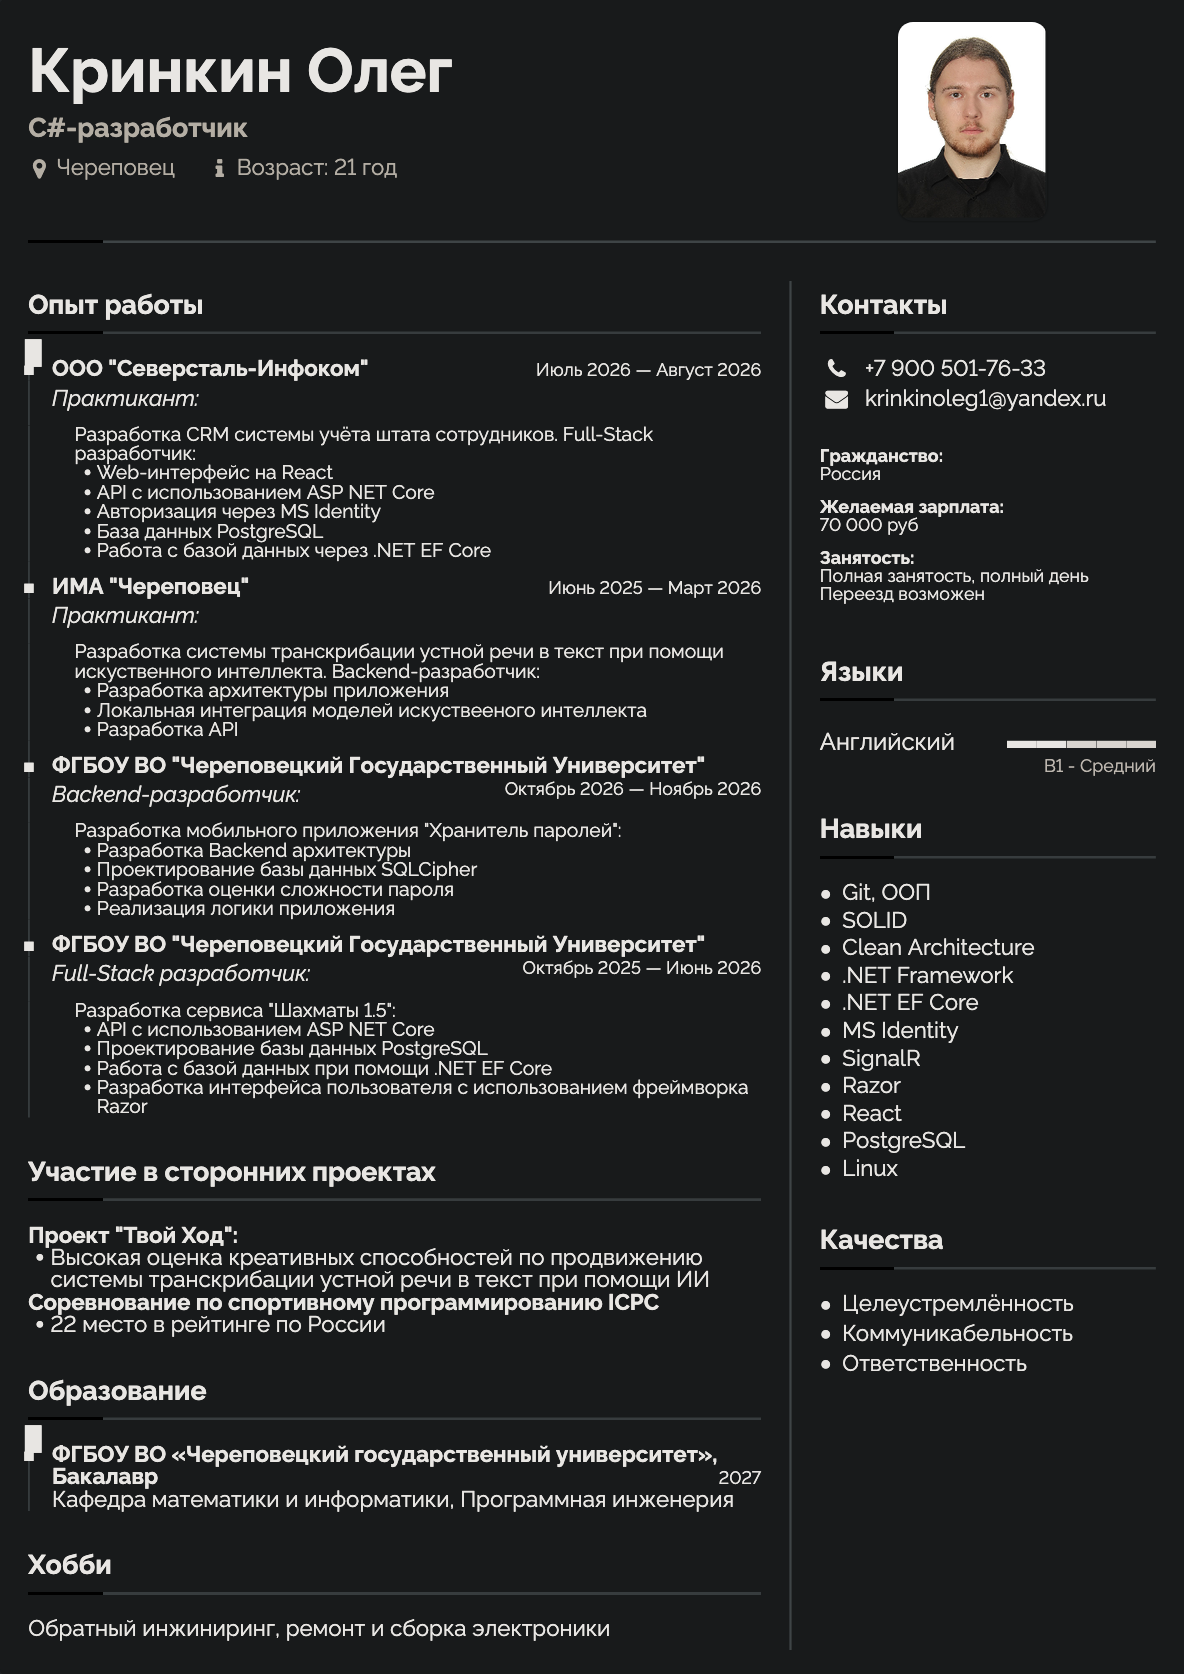 Кринкин Олег
C#-разработчик
Череповец Возраст: 21 год
Опыт работы
ООО "Северсталь-Инфоком" Июль 2026 — Август 2026
Практикант:
Разработка CRM системы учёта штата сотрудников. Full-Stack
разработчик:
• Web-интерфейс на React
• API с использованием ASP NET Core
• Авторизация через MS Identity
• База данных PostgreSQL
• Работа с базой данных через .NET EF Core
ИМА "Череповец" Июнь 2025 — Март 2026
Практикант:
Разработка системы транскрибации устной речи в текст при помощи
искуственного интеллекта. Backend-разработчик:
• Разработка архитектуры приложения
• Локальная интеграция моделей искуствееного интеллекта
• Разработка API
ФГБОУ ВО "Череповецкий Государственный Университет"
Backend-разработчик: Октябрь 2026 — Ноябрь 2026
Разработка мобильного приложения "Хранитель паролей":
• Разработка Backend архитектуры
• Проектирование базы данных SQLCipher
• Разработка оценки сложности пароля
• Реализация логики приложения
ФГБОУ ВО "Череповецкий Государственный Университет"
Full-Stack разработчик: Октябрь 2025 — Июнь 2026
Разработка сервиса "Шахматы 1.5":
• API с использованием ASP NET Core
• Проектирование базы данных PostgreSQL
• Работа с базой данных при помощи .NET EF Core
• Разработка интерфейса пользователя с использованием фреймворка
Razor
Участие в сторонних проектах
Проект "Твой Ход":
• Высокая оценка креативных способностей по продвижению
системы транскрибации устной речи в текст при помощи ИИ
Соревнование по спортивному программированию ICPC
• 22 место в рейтинге по России
Образование
ФГБОУ ВО «Череповецкий государственный университет»,
Бакалавр 2027
Кафедра математики и информатики, Программная инженерия
Хобби
Обратный инжиниринг, ремонт и сборка электроники
Контакты
+7 900 501-76-33
krinkinoleg1@yandex.ru
Гражданство:
Россия
Желаемая зарплата:
70 000 руб
Занятость:
Полная занятость, полный день
Переезд возможен
Языки
Английский
B1 - Средний
Навыки
● Git, ООП
● SOLID
● Clean Architecture
● .NET Framework
● .NET EF Core
● MS Identity
● SignalR
● Razor
● React
● PostgreSQL
● Linux
Качества
● Целеустремлённость
● Коммуникабельность
● Ответственность